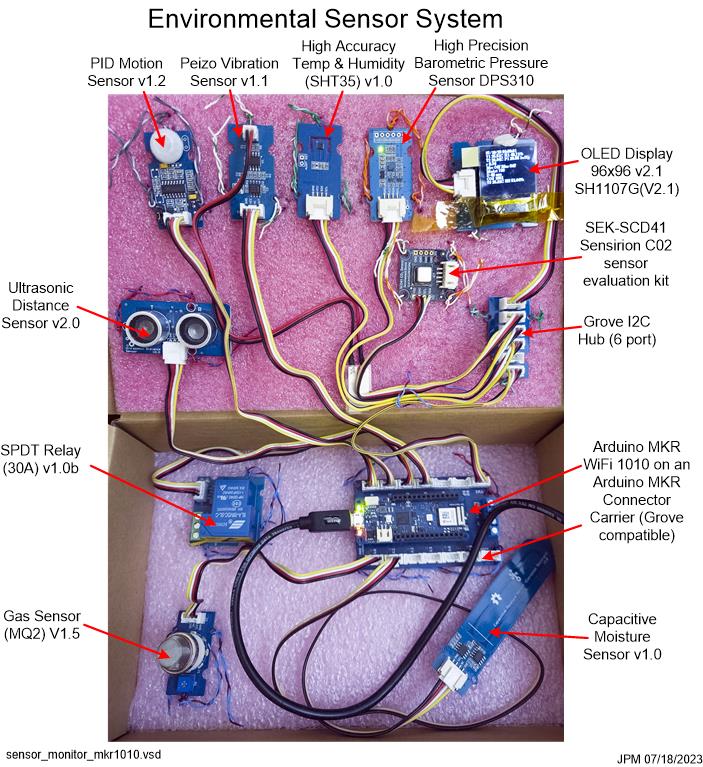 Environmental Sensor System
PID Motion
Sensor v1.2
Peizo Vibration
Sensor v1.1
High Accuracy
Temp & Humidity
(SHT35) v1.0
High Precision
Barometric Pressure
Sensor DPS310
OLED Display
96x96 v2.1
SH1107G(V2.1)
SEK-SCD41
Sensirion C02
sensor
evaluation kit
Ultrasonic
Distance
Sensor v2.0
Grove I2C
Hub (6 port)
SPDT Relay
(30A) v1.0b
Arduino MKR
WiFi 1010 on an
Arduino MKR
Connector
Carrier (Grove
compatible)
Gas Sensor
(MQ2) V1.5
Capacitive
Moisture
Sensor v1.0
sensor_monitor_mkr1010.vsd
JPM 07/18/2023